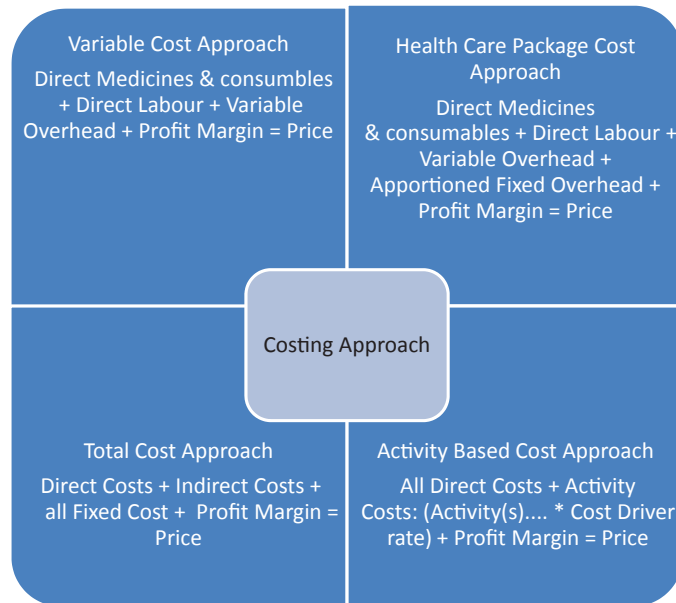 Variable Cost Approach
Direct Medicines & consumbles
+ Direct Labour + Variable
Overhead + Profit Margin = Price
Health Care Package Cost
Approach
Direct Medicines
& consumables + Direct Labour +
Variable Overhead +
Apportioned Fixed Overhead +
Profit Margin = Price
Costing Approach
Total Cost Approach
Direct Costs + Indirect Costs +
all Fixed Cost + Profit Margin =
Price
Activity Based Cost Approach
All Direct Costs + Activity
Costs: (Activity(s).... * Cost Driver
rate) + Profit Margin = Price